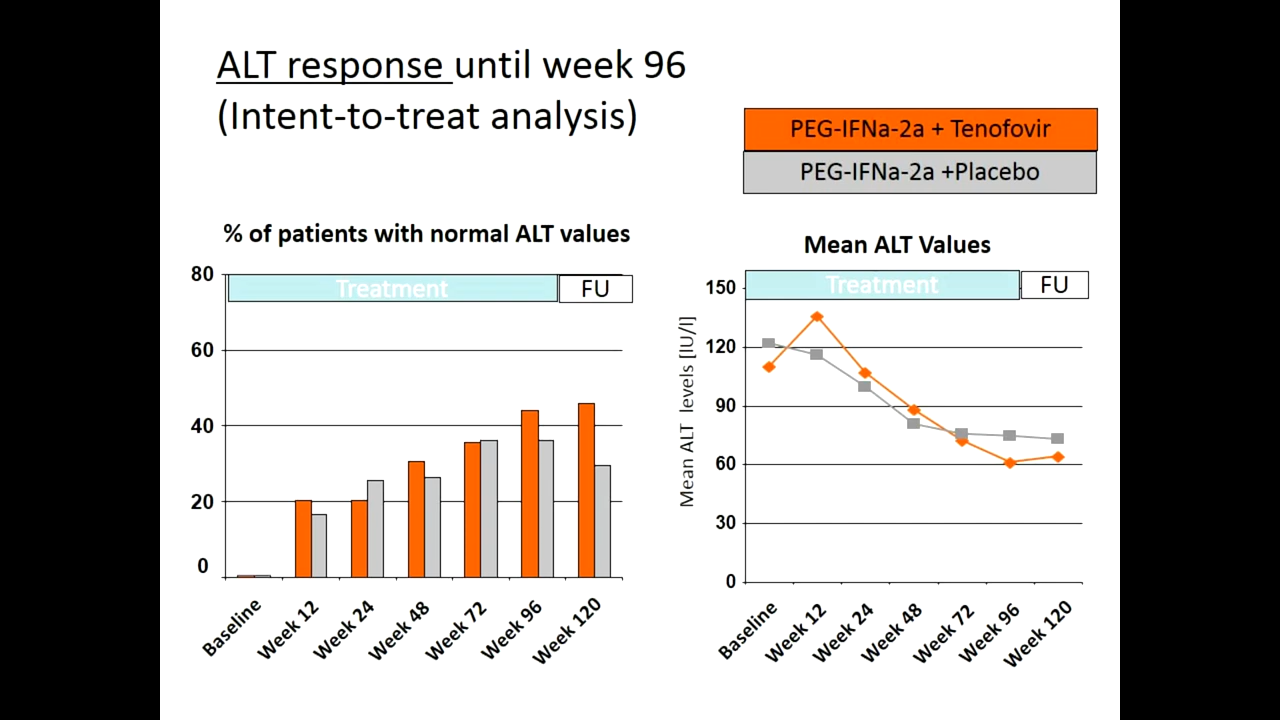 ALT response until week 96
(Intent-to-treat analysis)
PEG-IFNa-2a + Tenofovir
PEG-IFNa-2a +Placebo
% of patients with normal ALT values
80
60
40
20
0
Treatment
FU
Baseline
Week 12
Week 24
Week 48
Week 72
Week 96
Week 120
Mean ALT Values
Mean ALT levels [IU/l]
150
120
90
60
30
0
Treatment
FU
Baseline
Week 12
Week 24
Week 48
Week 72
Week 96
Week 120